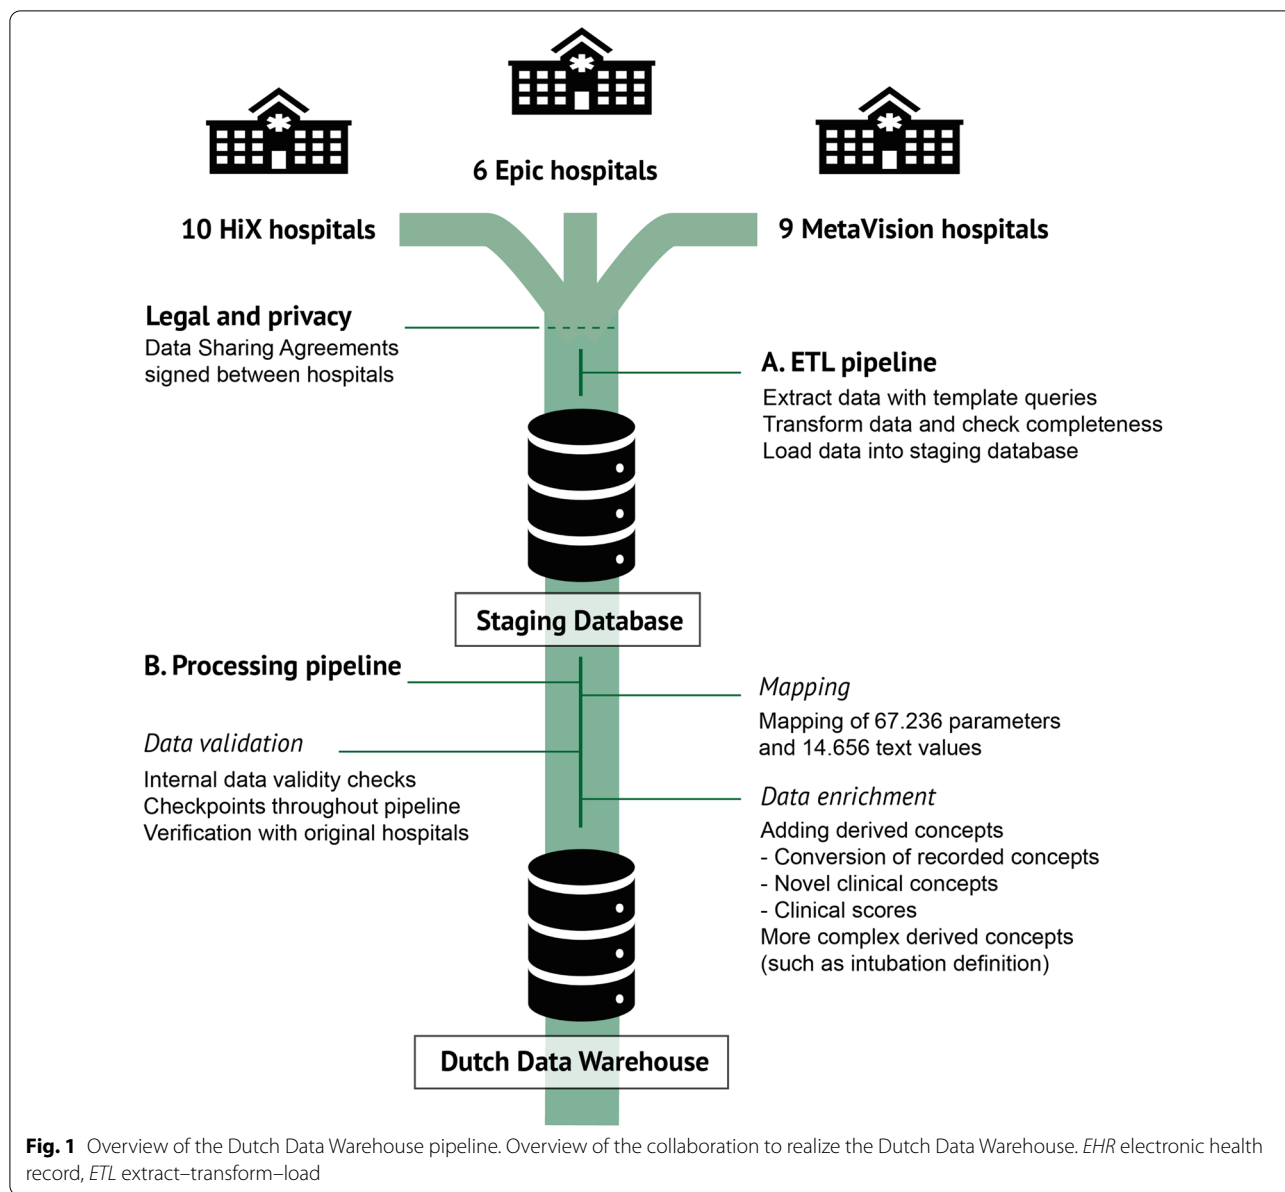 6 Epic hospitals
10 HiX hospitals
9 MetaVision hospitals
Legal and privacy
Data Sharing Agreements
signed between hospitals
A. ETL pipeline
Extract data with template queries
Transform data and check completeness
Load data into staging database
Staging Database
B. Processing pipeline
Data validation
Internal data validity checks
Checkpoints throughout pipeline
Verification with original hospitals
Mapping
Mapping of 67.236 parameters
and 14.656 text values
Data enrichment
Adding derived concepts
- Conversion of recorded concepts
- Novel clinical concepts
- Clinical scores
More complex derived concepts
(such as intubation definition)
Dutch Data Warehouse
Fig. 1 Overview of the Dutch Data Warehouse pipeline. Overview of the collaboration to realize the Dutch Data Warehouse. EHR electronic health
record, ETL extract–transform–load